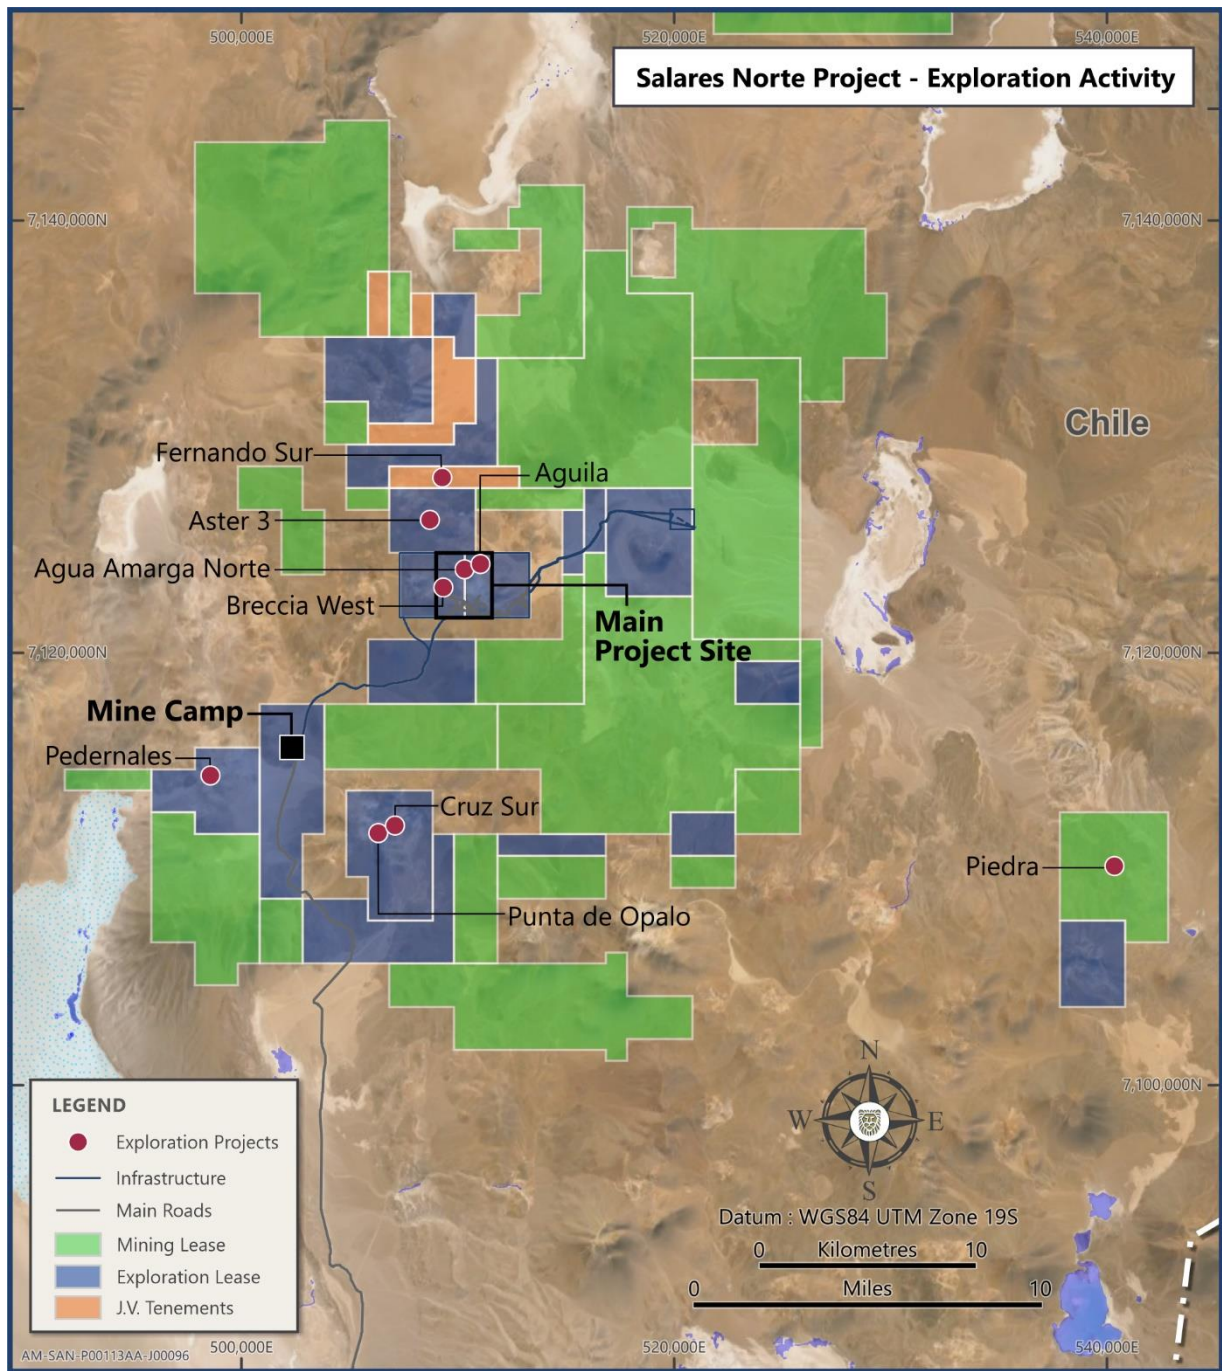 500,000E
520,000E
540,000E
Salares Norte Project - Exploration Activity
7,140,000N
7,140,000N
Chile
Fernando Sur
Aguila
Aster 3
Agua Amarga Norte
Breccia West
Main
Project Site
7,120,000N
7,120,000N
Mine Camp
Pedernales
Cruz Sur
Piedra
Punta de Opalo
N
W
E
S
7,100,000N
LEGEND
Exploration Projects
Infrastructure
Main Roads
Mining Lease
Exploration Lease
J.V. Tenements
Datum : WGS84 UTM Zone 19S
0 Kilometres 10
Miles
0 10
AM-SAN-P00113AA-J00096
500,000E
520,000E
540,000E